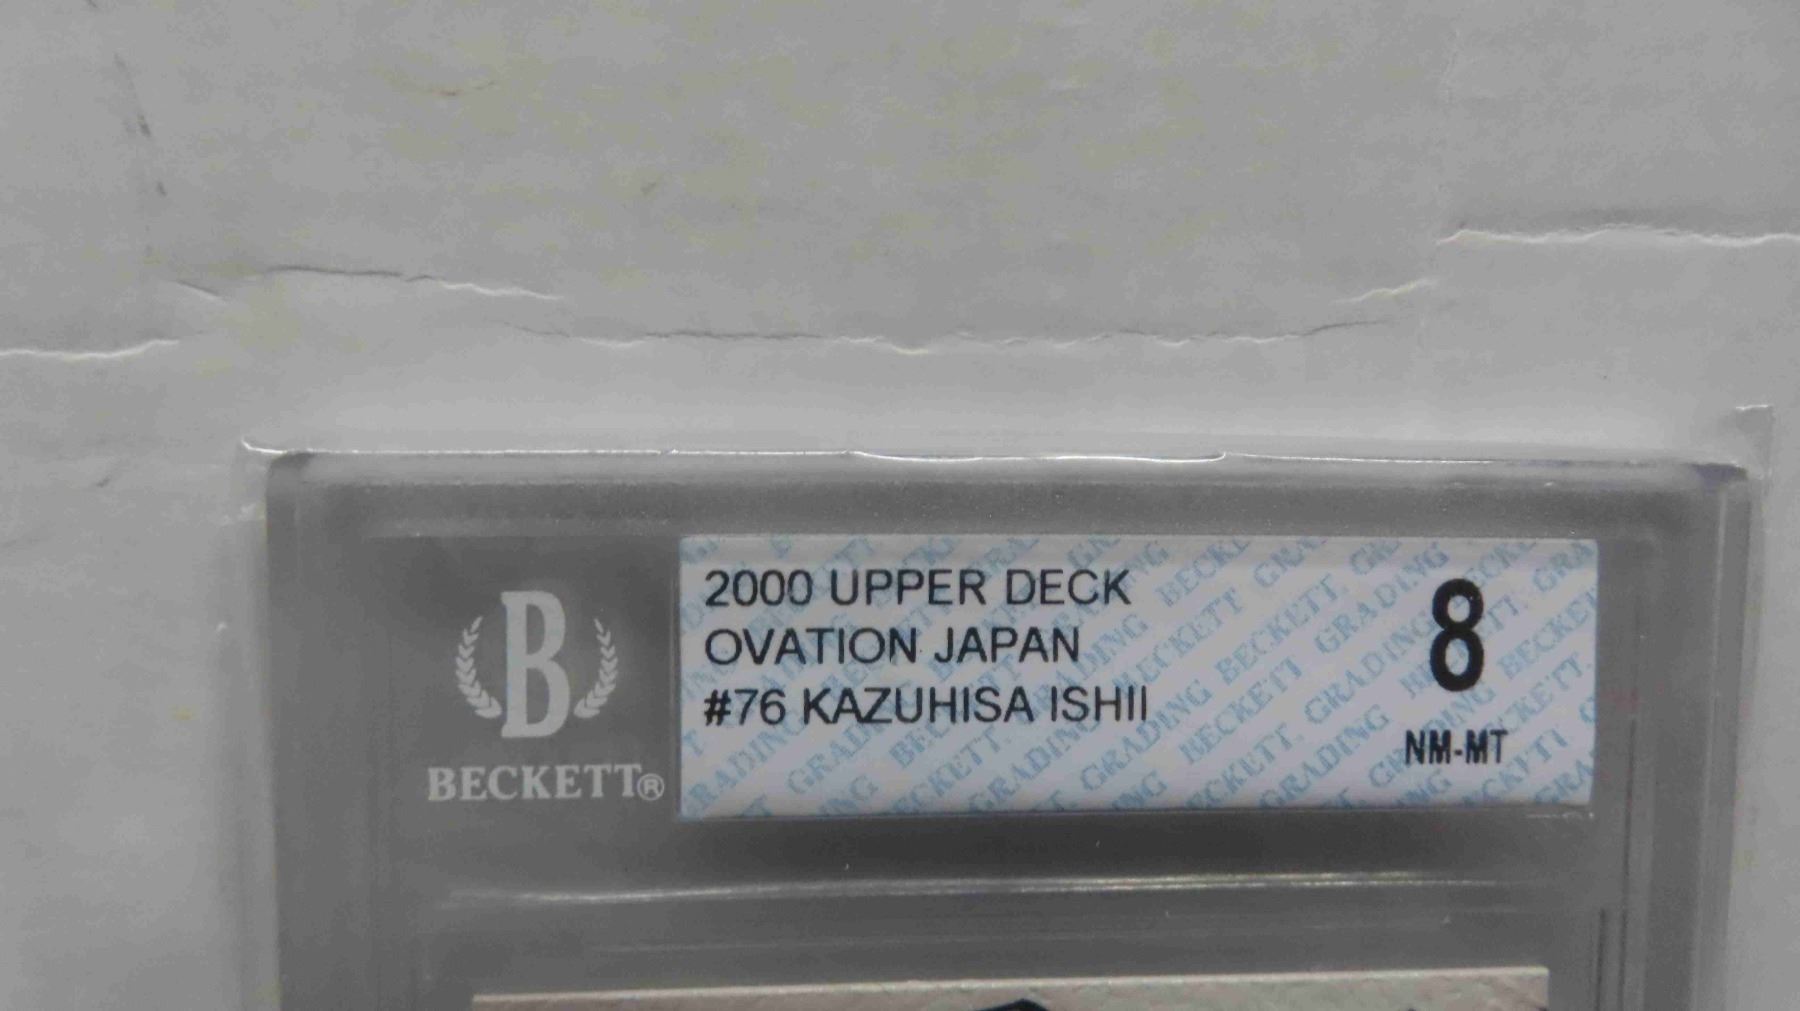 2000 UPPER DECK
OVATION JAPAN
#76 KAZUHISA ISHII
8
NM-MT
B
BECKETT®